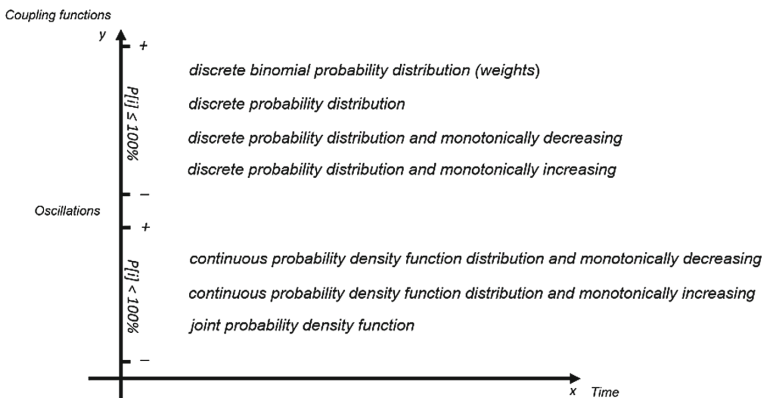 Coupling functions
y
+
discrete binomial probability distribution (weights)
P[i] ≤ 100%
discrete probability distribution
discrete probability distribution and monotonically decreasing
discrete probability distribution and monotonically increasing
−
Oscillations
+
P[i] < 100%
continuous probability density function distribution and monotonically decreasing
continuous probability density function distribution and monotonically increasing
joint probability density function
−
x Time